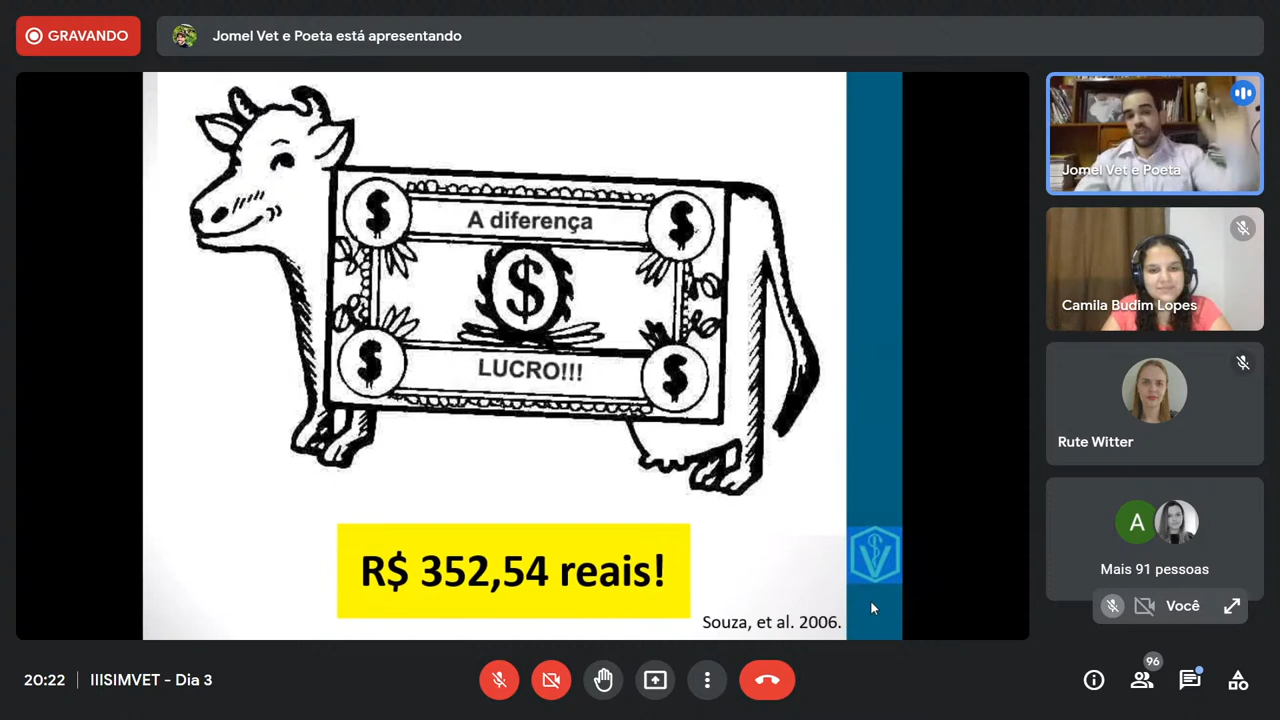 GRAVANDO
Jomel Vet e Poeta está apresentando
$ $
A diferença
$
$ $
LUCRO!!!
R$ 352,54 reais!
Souza, et al. 2006.
V
Jomel Vet e Poeta
Camila Budim Lopes
Rute Witter
A
Mais 91 pessoas
Você
20:22 | IIISIMVET - Dia 3
96